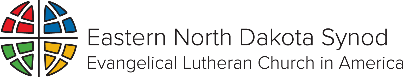 Eastern North Dakota Synod
Evangelical Lutheran Church in America